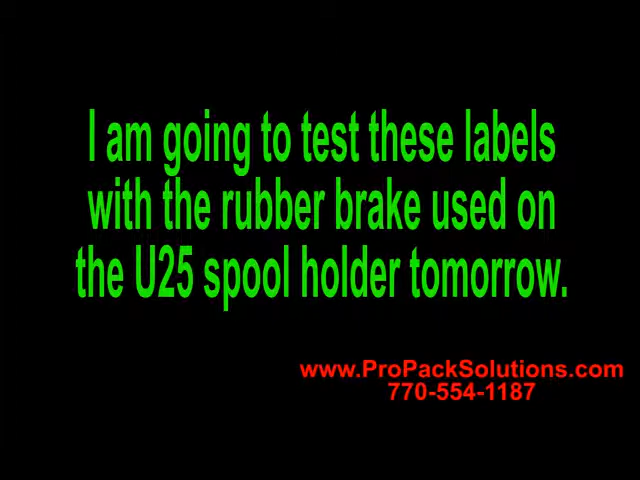 I am going to test these labels
with the rubber brake used on
the U25 spool holder tomorrow.
www.ProPackSolutions.com
770-554-1187